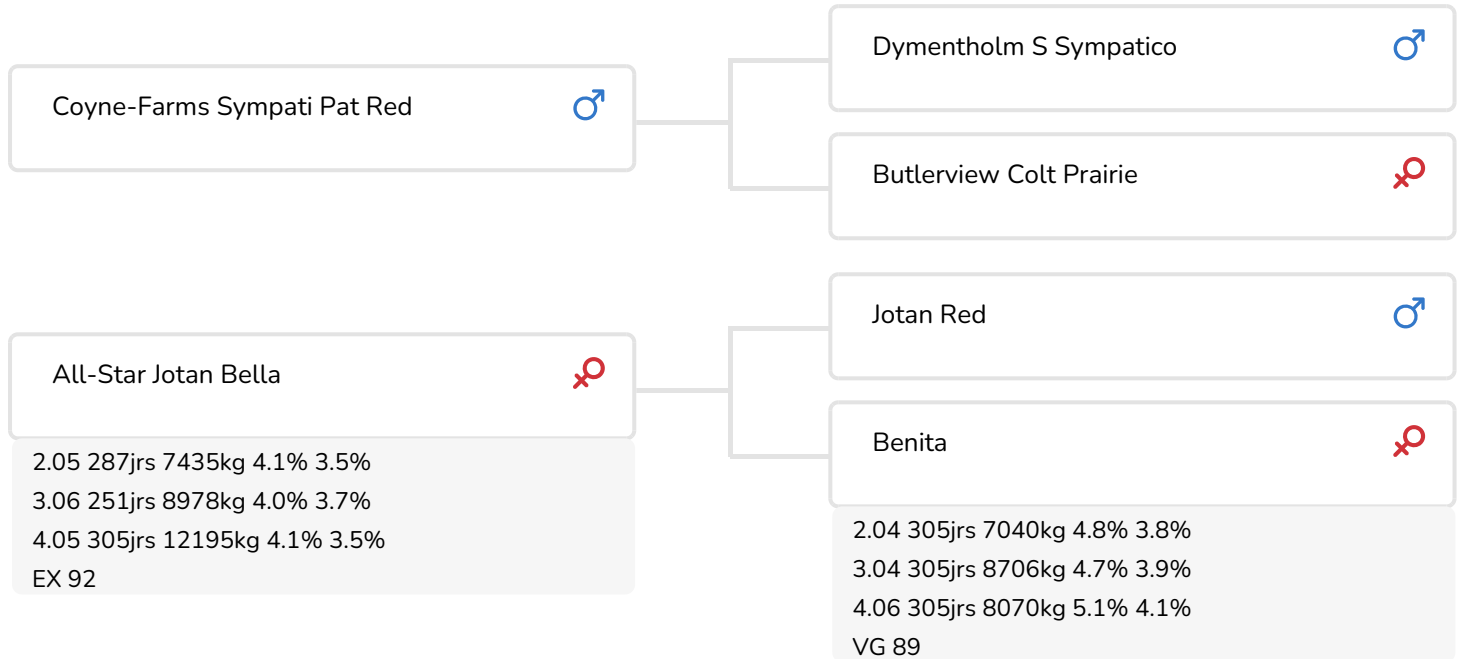 Dymentholm S Sympatico
Coyne-Farms Sympati Pat Red
Butlerview Colt Prairie
Jotan Red
All-Star Jotan Bella
2.05 287jrs 7435kg 4.1% 3.5%
3.06 251jrs 8978kg 4.0% 3.7%
4.05 305jrs 12195kg 4.1% 3.5%
EX 92
Benita
2.04 305jrs 7040kg 4.8% 3.8%
3.04 305jrs 8706kg 4.7% 3.9%
4.06 305jrs 8070kg 5.1% 4.1%
VG 89